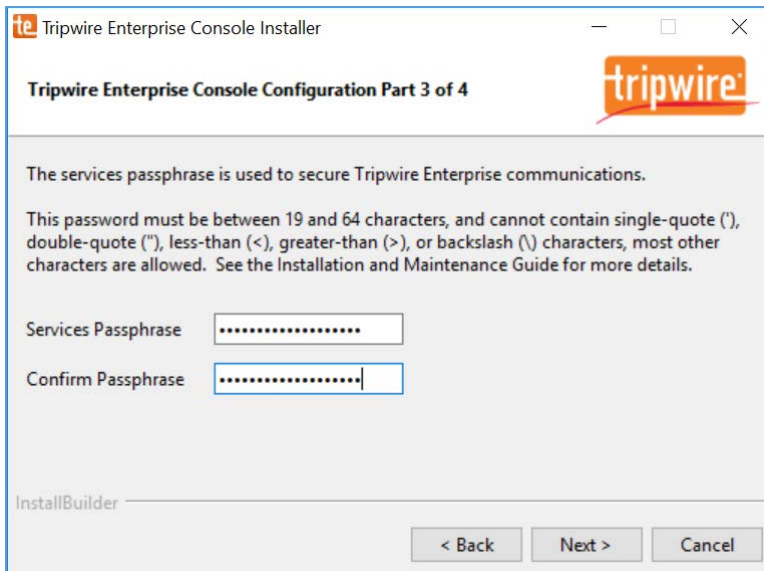 te Tripwire Enterprise Console Installer
Tripwire Enterprise Console Configuration Part 3 of 4
tripwire
The services passphrase is used to secure Tripwire Enterprise communications.
This password must be between 19 and 64 characters, and cannot contain single-quote ('),
double-quote ("), less-than (<), greater-than (>), or backslash (\) characters, most other
characters are allowed.  See the Installation and Maintenance Guide for more details.
Services Passphrase •••••••••••••••••••
Confirm Passphrase •••••••••••••••••••
InstallBuilder
< Back Next > Cancel